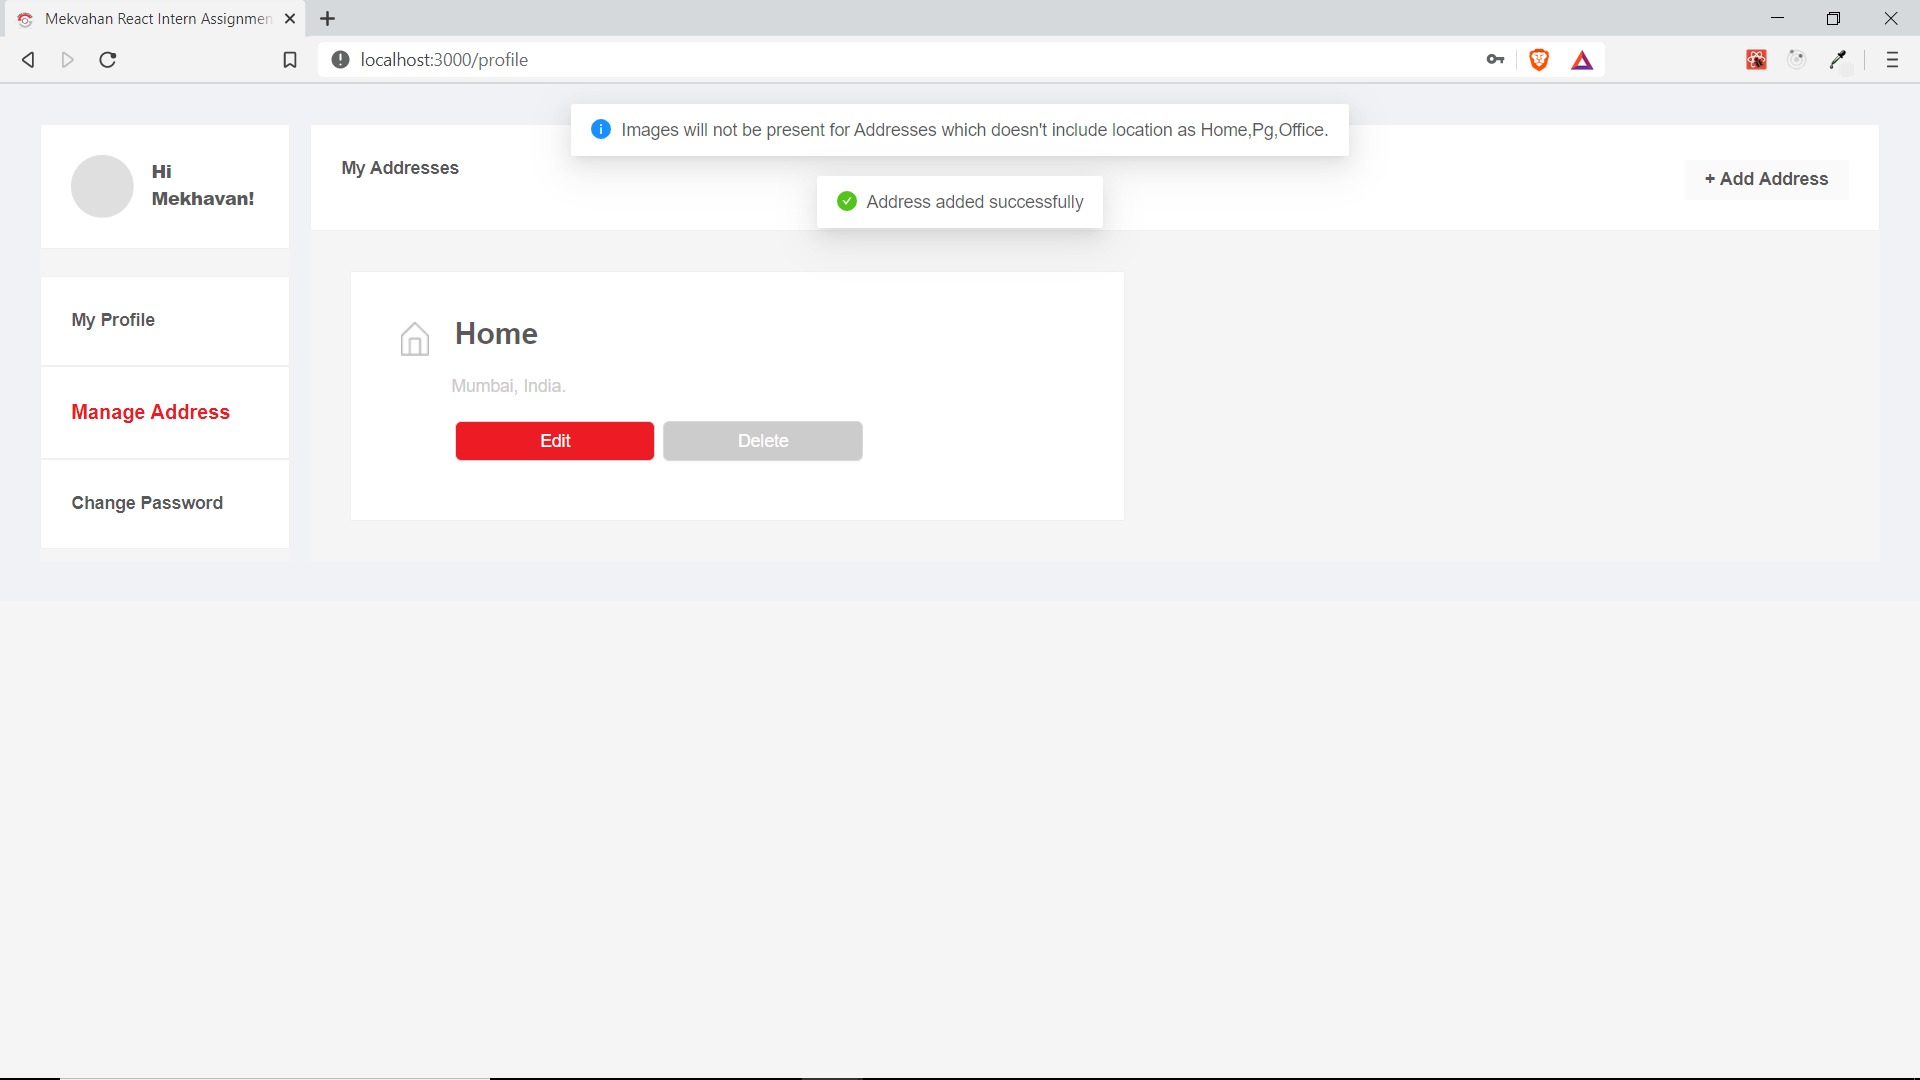 Mekvahan React Intern Assignmen
localhost:3000/profile
Images will not be present for Addresses which doesn't include location as Home,Pg,Office.
Address added successfully
Hi
Mekhavan!
My Profile
Manage Address
Change Password
My Addresses
+ Add Address
Home
Mumbai, India.
Edit
Delete